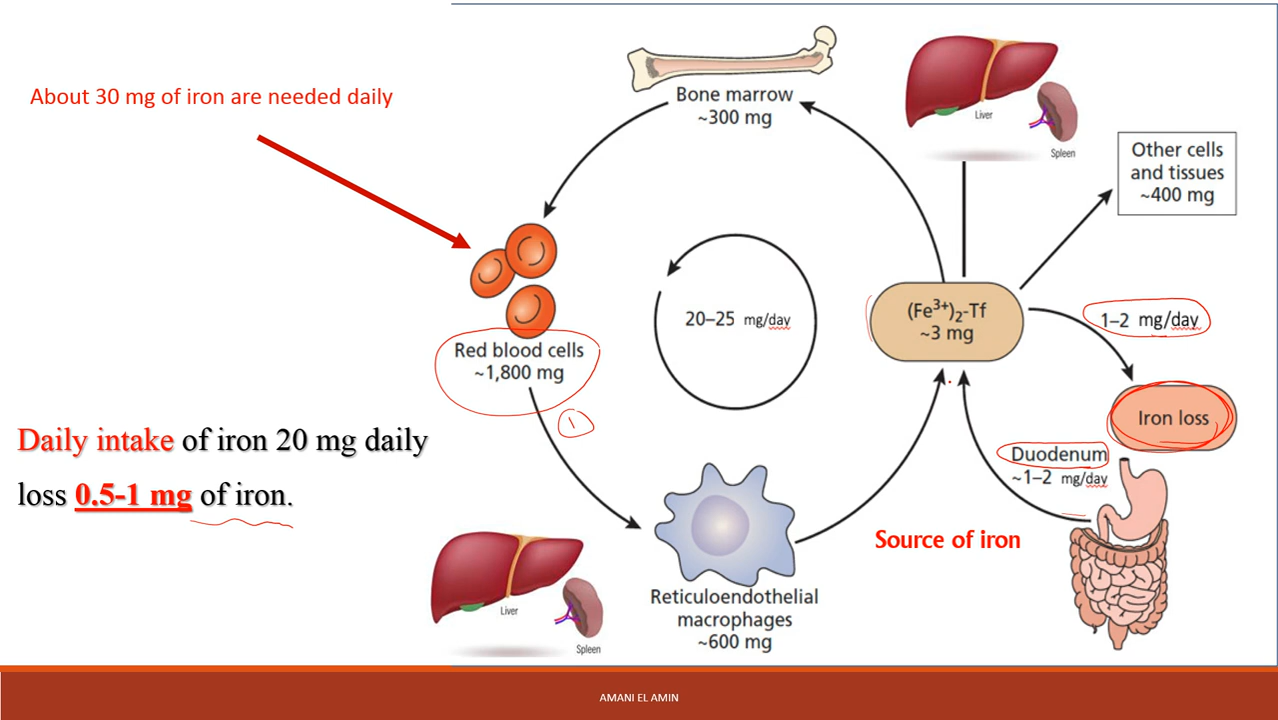 About 30 mg of iron are needed daily
Bone marrow
~300 mg
Liver
Spleen
Other cells
and tissues
~400 mg
20–25 mg/day
(Fe³⁺)₂-Tf
~3 mg
1–2 mg/day
Red blood cells
~1,800 mg
1
Iron loss
Daily intake of iron 20 mg daily
loss 0.5-1 mg of iron.
Duodenum
~1–2 mg/day
Source of iron
Liver
Spleen
Reticuloendothelial
macrophages
~600 mg
AMANI EL AMIN